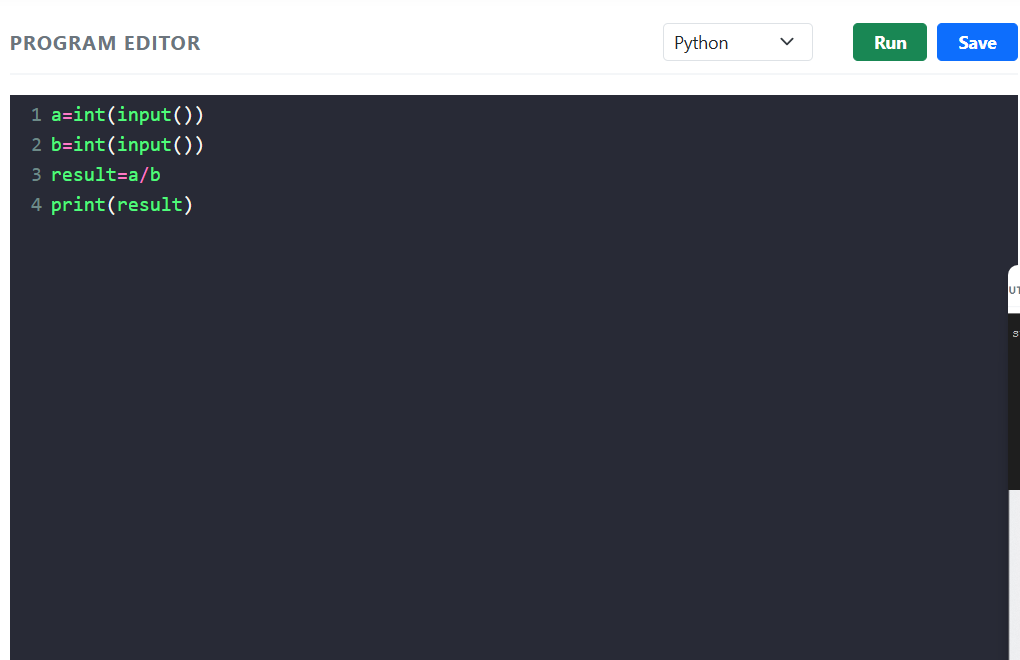 PROGRAM EDITOR
Python
Run
Save
1 a=int(input())
2 b=int(input())
3 result=a/b
4 print(result)